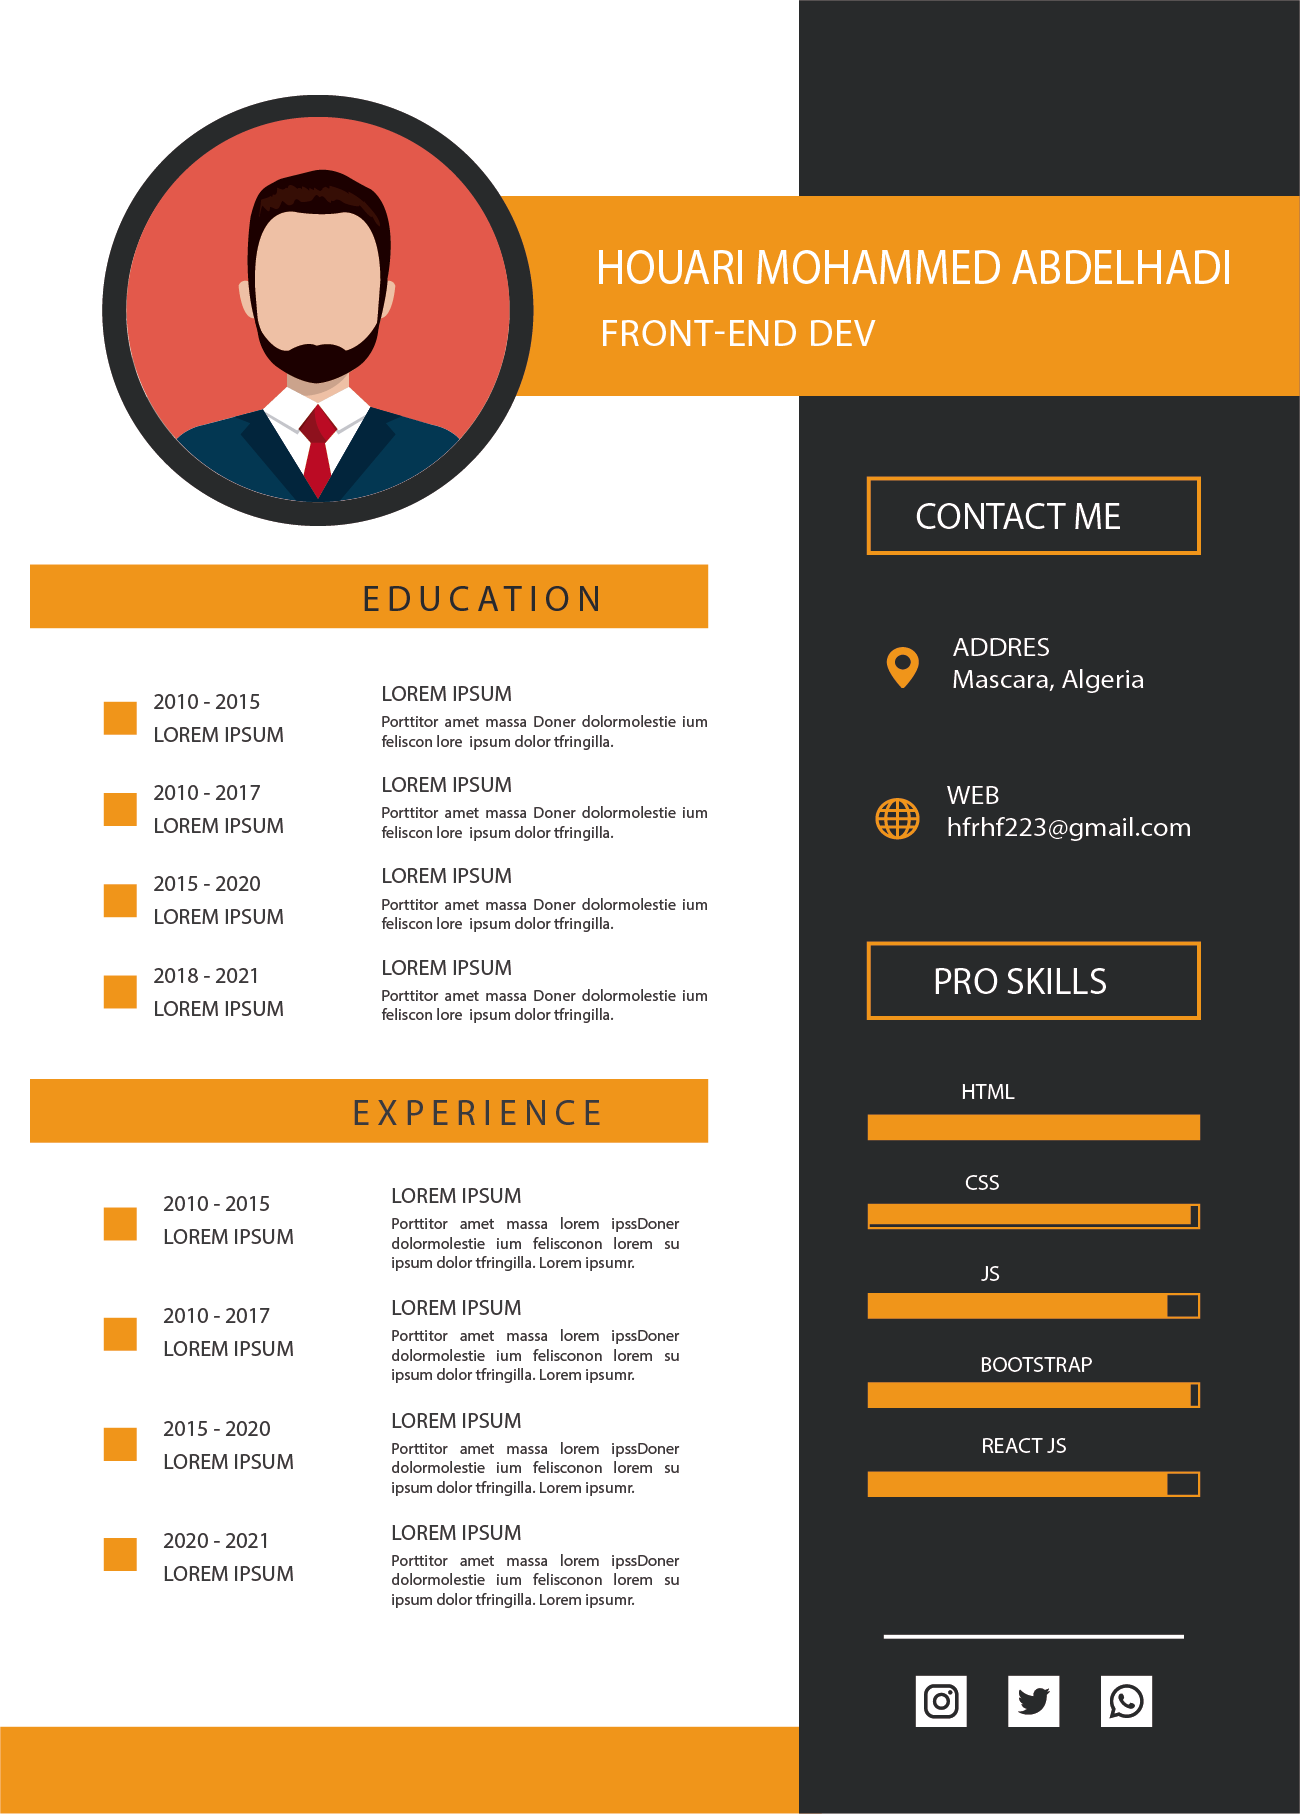 HOUARI MOHAMMED ABDELHADI
FRONT-END DEV
EDUCATION
2010 - 2015
LOREM IPSUM
LOREM IPSUM
Porttitor amet massa Doner dolormolestie ium
feliscon lore ipsum dolor tfringilla.
2010 - 2017
LOREM IPSUM
LOREM IPSUM
Porttitor amet massa Doner dolormolestie ium
feliscon lore ipsum dolor tfringilla.
2015 - 2020
LOREM IPSUM
LOREM IPSUM
Porttitor amet massa Doner dolormolestie ium
feliscon lore ipsum dolor tfringilla.
2018 - 2021
LOREM IPSUM
LOREM IPSUM
Porttitor amet massa Doner dolormolestie ium
feliscon lore ipsum dolor tfringilla.
EXPERIENCE
2010 - 2015
LOREM IPSUM
LOREM IPSUM
Porttitor amet massa lorem ipssDoner
dolormolestie ium felisconon lorem su
ipsum dolor tfringilla. Lorem ipsumr.
2010 - 2017
LOREM IPSUM
LOREM IPSUM
Porttitor amet massa lorem ipssDoner
dolormolestie ium felisconon lorem su
ipsum dolor tfringilla. Lorem ipsumr.
2015 - 2020
LOREM IPSUM
LOREM IPSUM
Porttitor amet massa lorem ipssDoner
dolormolestie ium felisconon lorem su
ipsum dolor tfringilla. Lorem ipsumr.
2020 - 2021
LOREM IPSUM
LOREM IPSUM
Porttitor amet massa lorem ipssDoner
dolormolestie ium felisconon lorem su
ipsum dolor tfringilla. Lorem ipsumr.
CONTACT ME
ADDRES
Mascara, Algeria
WEB
hfrhf223@gmail.com
PRO SKILLS
HTML
CSS
JS
BOOTSTRAP
REACT JS